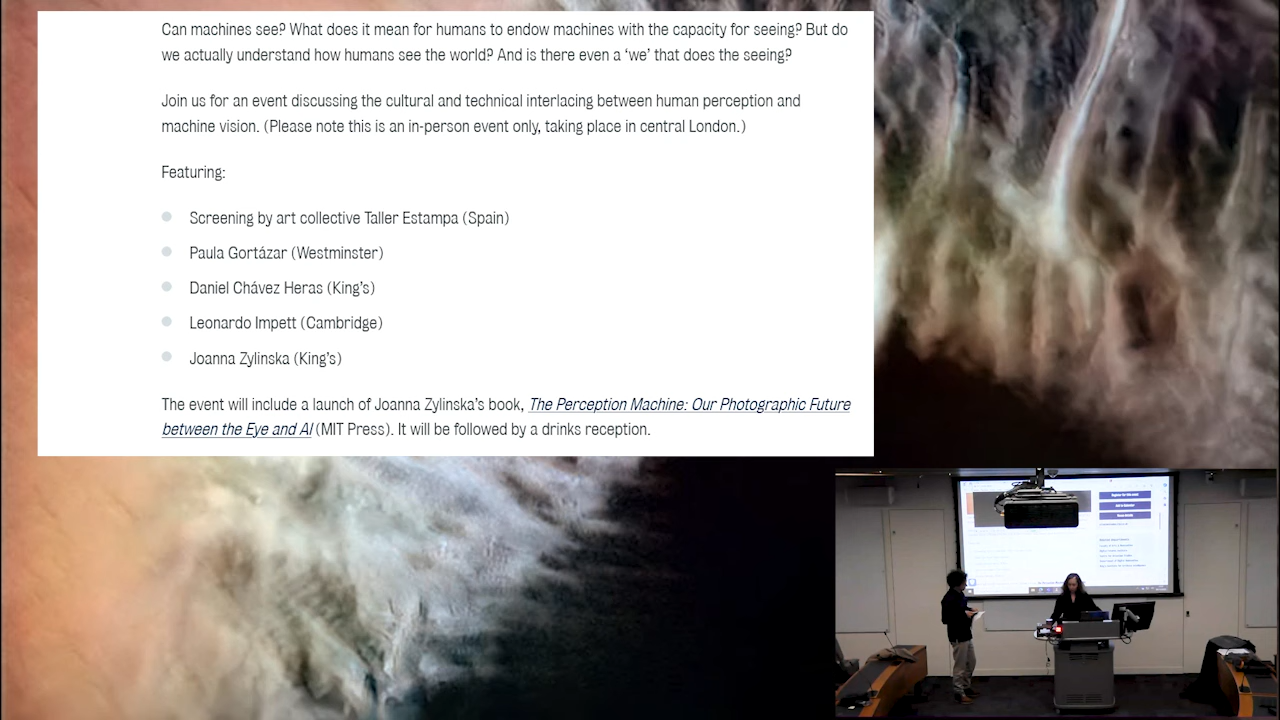 Can machines see? What does it mean for humans to endow machines with the capacity for seeing? But do
we actually understand how humans see the world? And is there even a ‘we’ that does the seeing?
Join us for an event discussing the cultural and technical interlacing between human perception and
machine vision. (Please note this is an in-person event only, taking place in central London.)
Featuring:
Screening by art collective Taller Estampa (Spain)
Paula Gortázar (Westminster)
Daniel Chávez Heras (King’s)
Leonardo Impett (Cambridge)
Joanna Zylinska (King’s)
The event will include a launch of Joanna Zylinska’s book, The Perception Machine: Our Photographic Future
between the Eye and AI (MIT Press). It will be followed by a drinks reception.